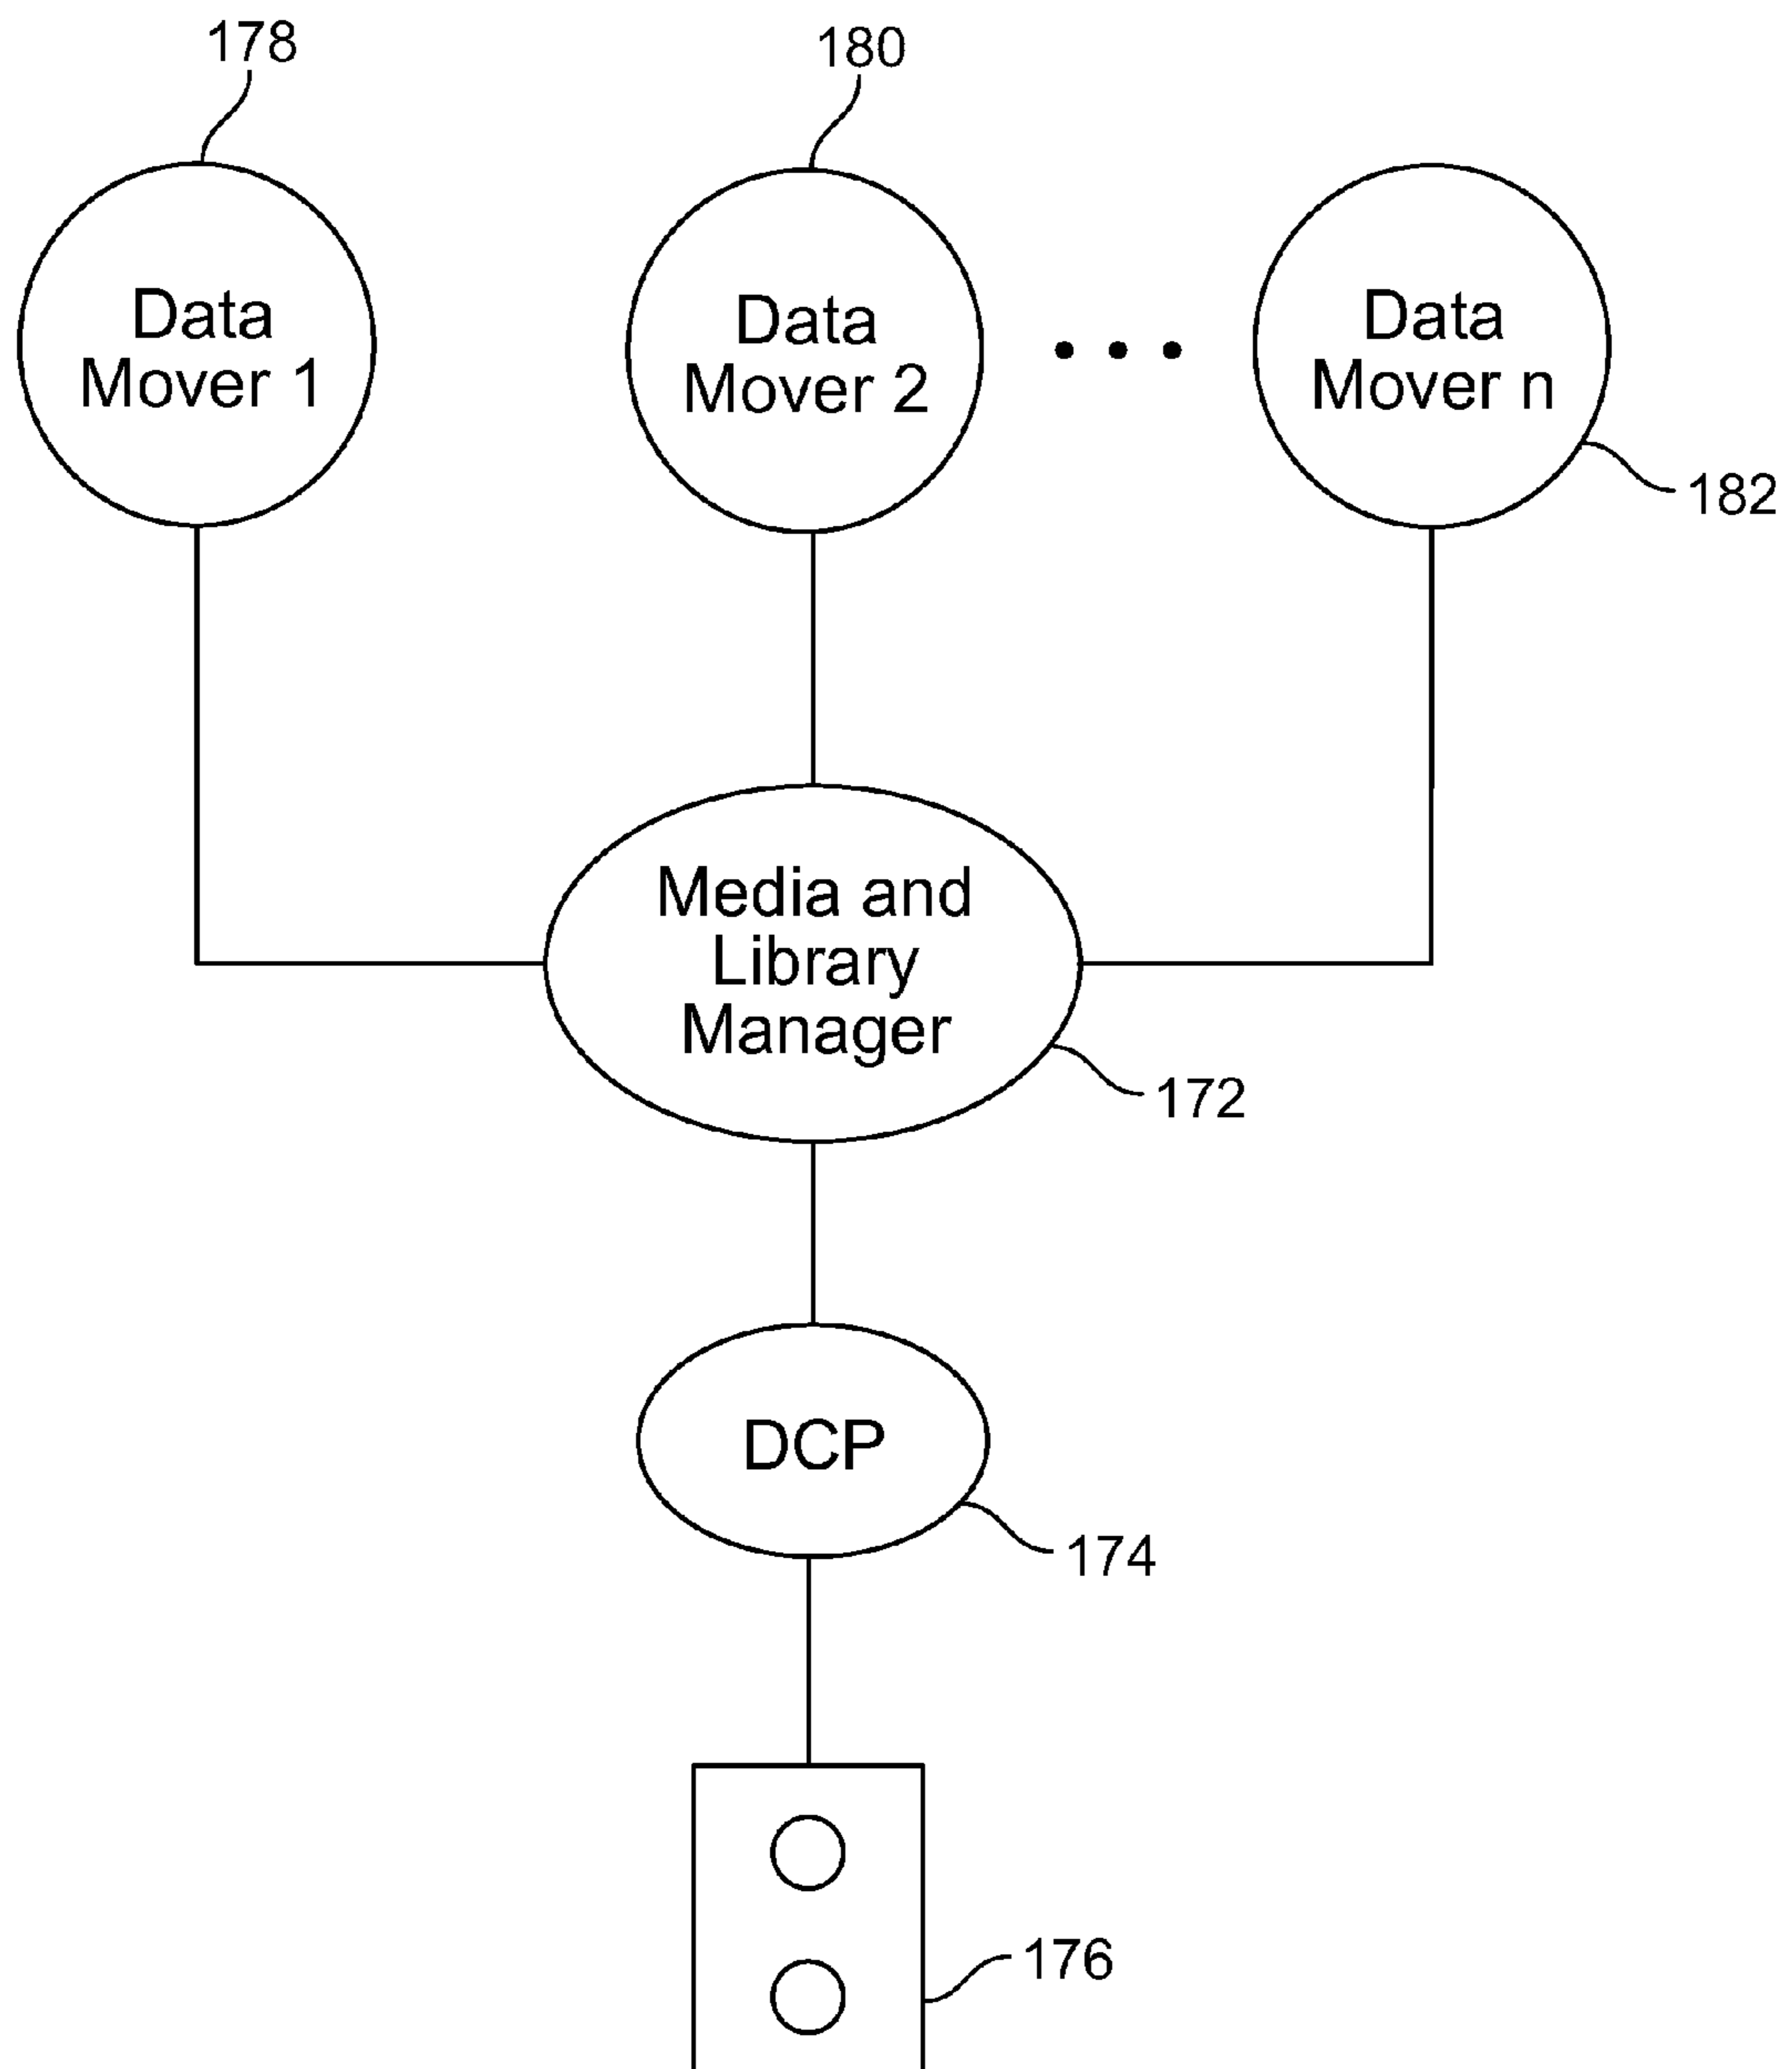 178
180
Data
Mover 1
Data
Mover 2
Data
Mover n
182
Media and
Library
Manager
172
DCP
174
176